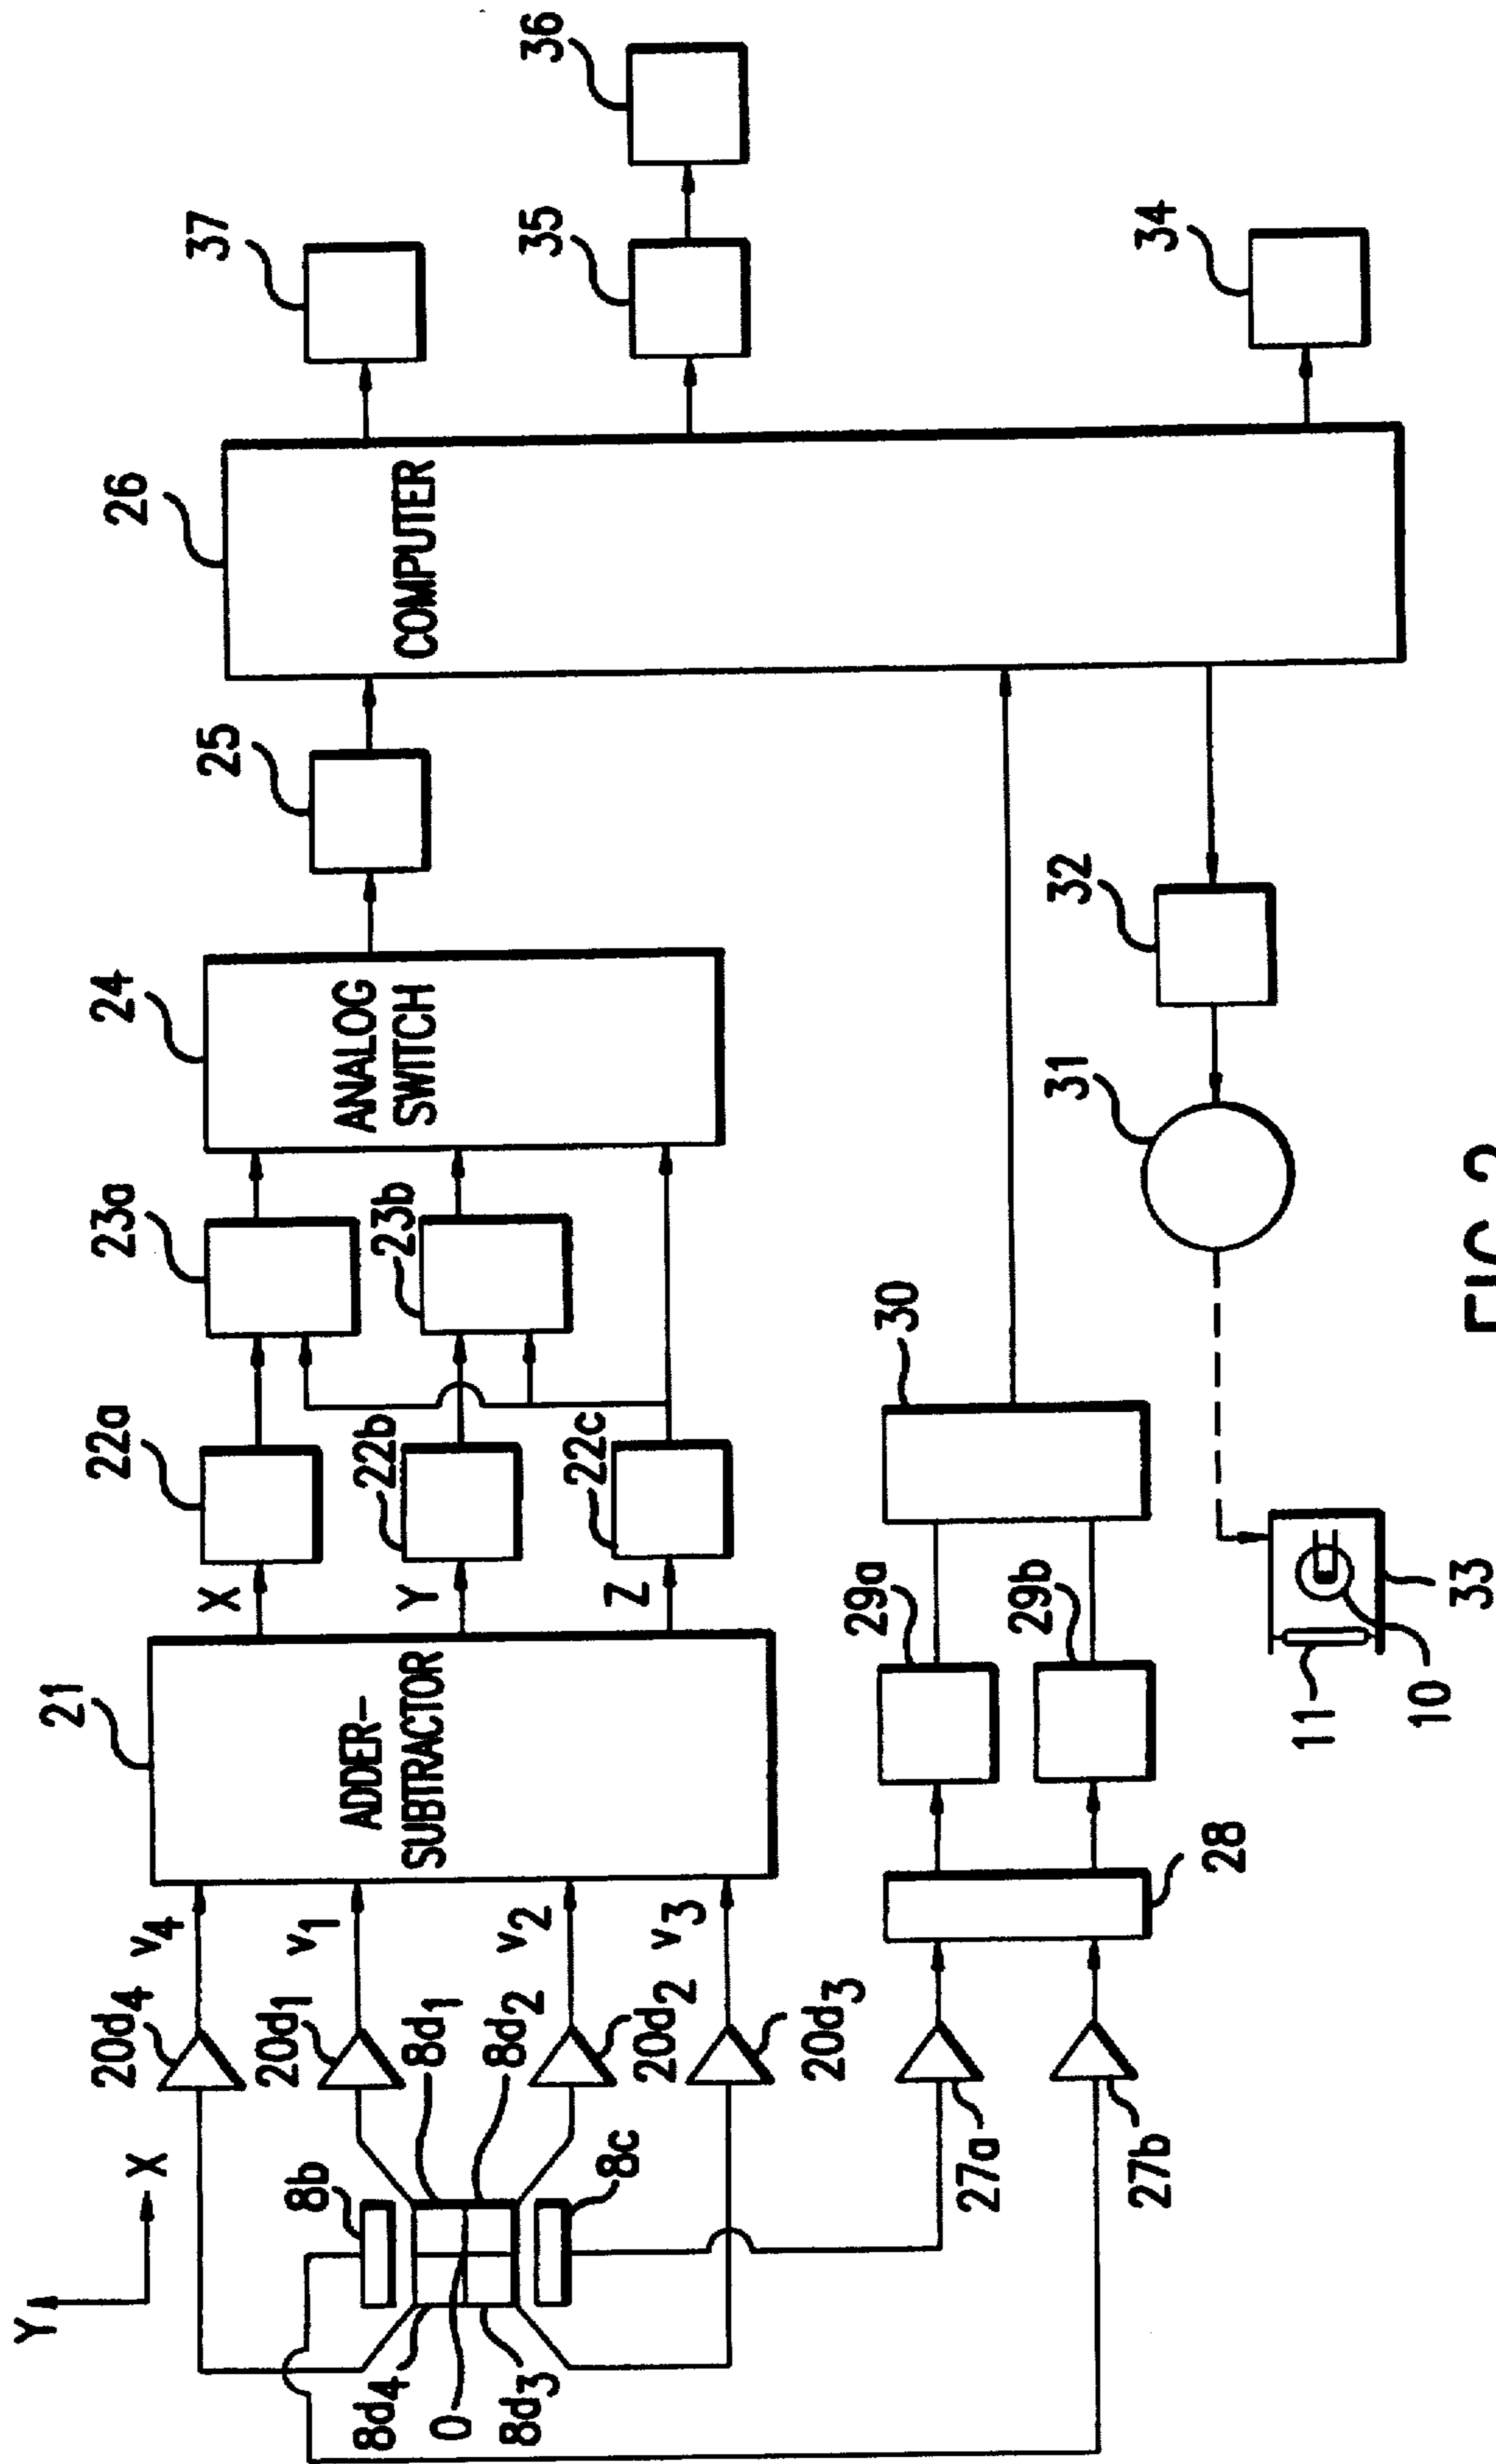 Y
X
8b
8d4
O
8d3
8d1
8d2
8c
20d4
20d1
20d2
20d3
v4
v1
v2
v3
21
ADDER-
SUBTRACTOR
X
Y
Z
22a
22b
22c
23a
23b
24
ANALOG
SWITCH
25
26
COMPUTER
37
35
36
34
27a
27b
28
29a
29b
30
31
32
33
11
10